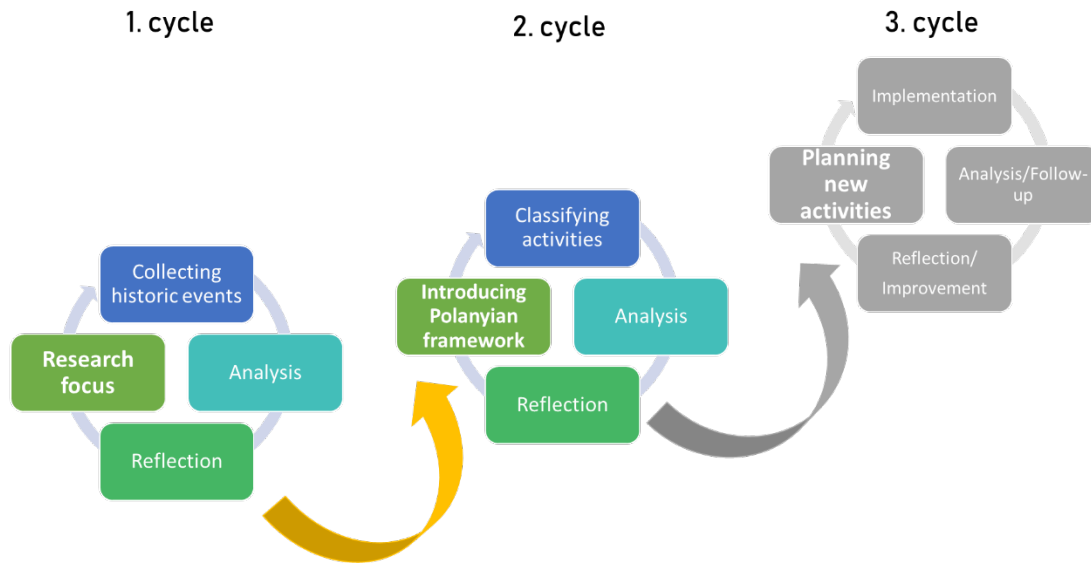 1. cycle
Collecting
historic events
Research
focus
Analysis
Reflection
2. cycle
Classifying
activities
Introducing
Polanyian
framework
Analysis
Reflection
3. cycle
Implementation
Planning
new
activities
Analysis/Follow-
up
Reflection/
Improvement